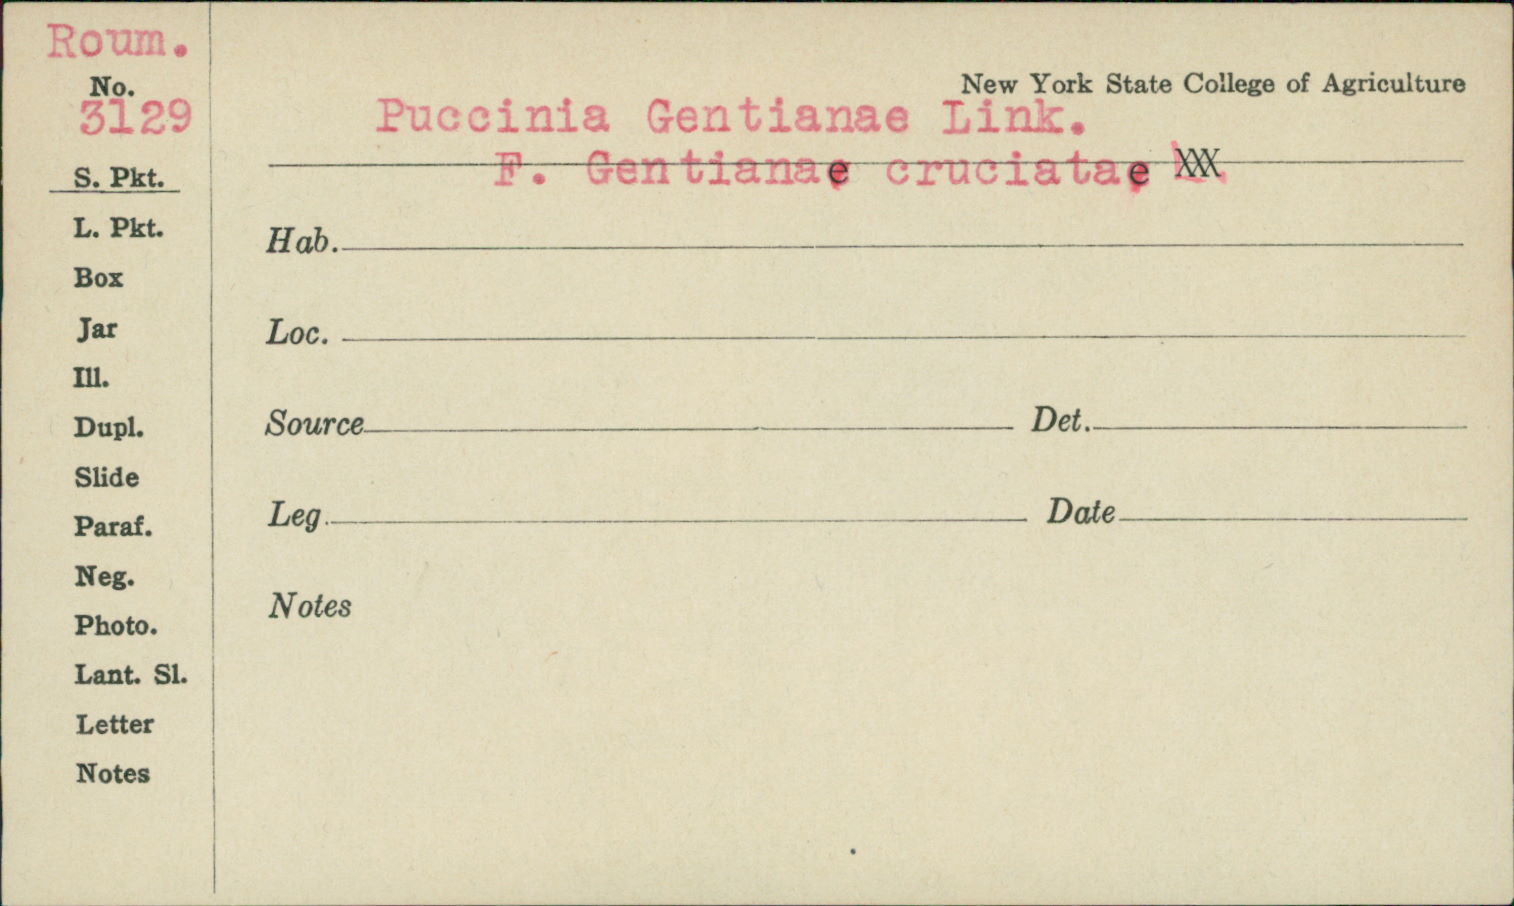 Roum.
No.
3129
S. Pkt.
L. Pkt.
Box
Jar
Ill.
Dupl.
Slide
Paraf.
Neg.
Photo.
Lant. Sl.
Letter
Notes
New York State College of Agriculture
Puccinia Gentianae Link.
F. Gentianae cruciatae XXX
Hab.
Loc.
Source Det.
Leg. Date
Notes